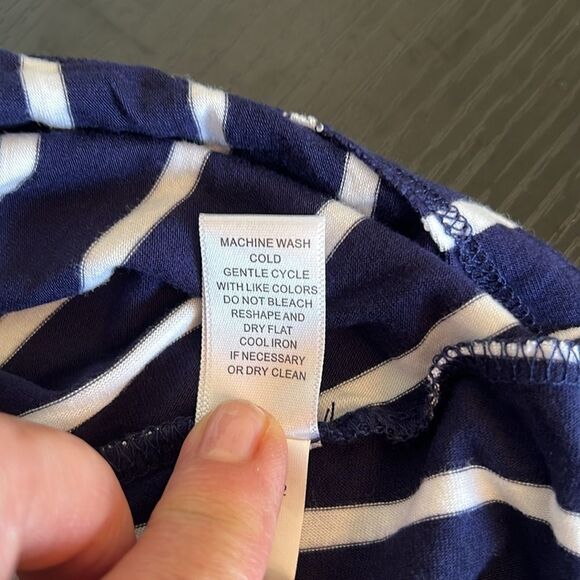 MACHINE WASH
COLD
GENTLE CYCLE
WITH LIKE COLORS
DO NOT BLEACH
RESHAPE AND
DRY FLAT
COOL IRON
IF NECESSARY
OR DRY CLEAN